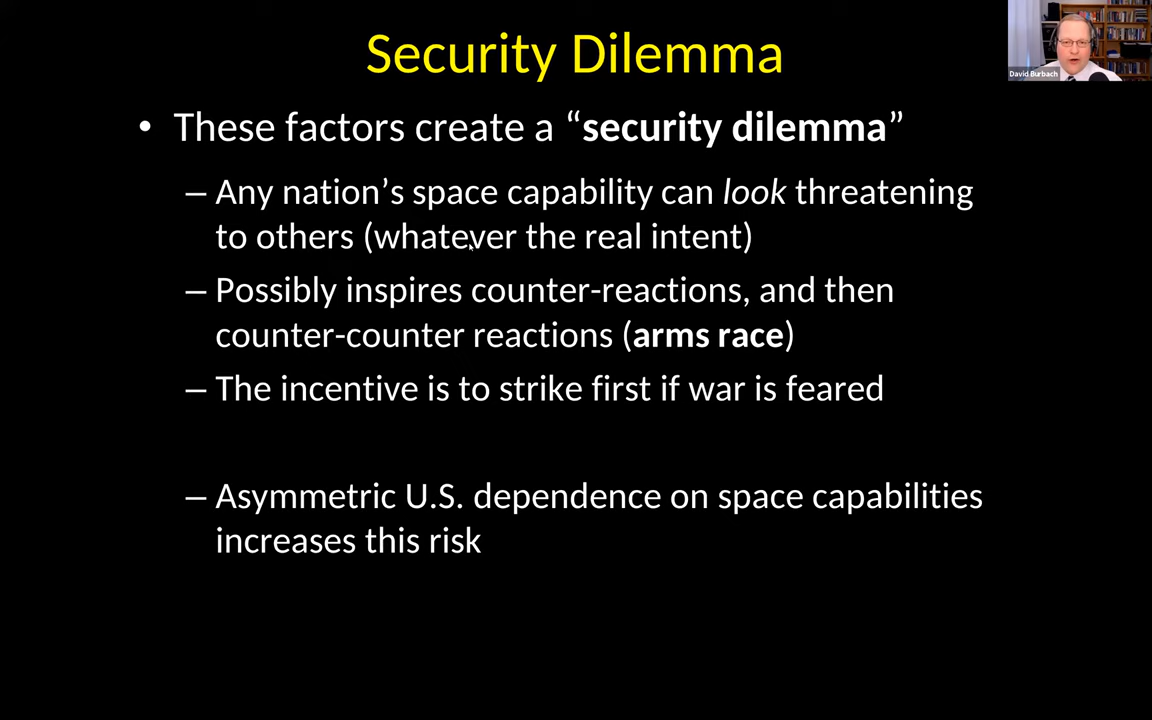 Security Dilemma
David Burbach
• These factors create a “security dilemma”
– Any nation’s space capability can look threatening
to others (whatever the real intent)
– Possibly inspires counter-reactions, and then
counter-counter reactions (arms race)
– The incentive is to strike first if war is feared
– Asymmetric U.S. dependence on space capabilities
increases this risk